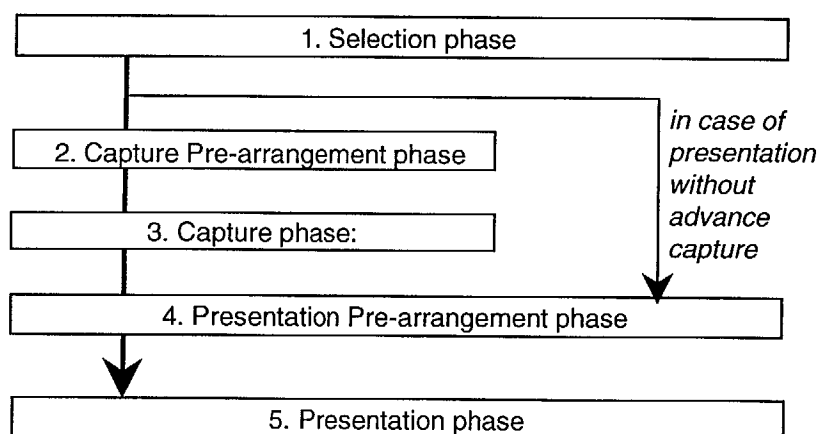 1. Selection phase
in case of
presentation
without
advance
capture
2. Capture Pre-arrangement phase
3. Capture phase:
4. Presentation Pre-arrangement phase
5. Presentation phase